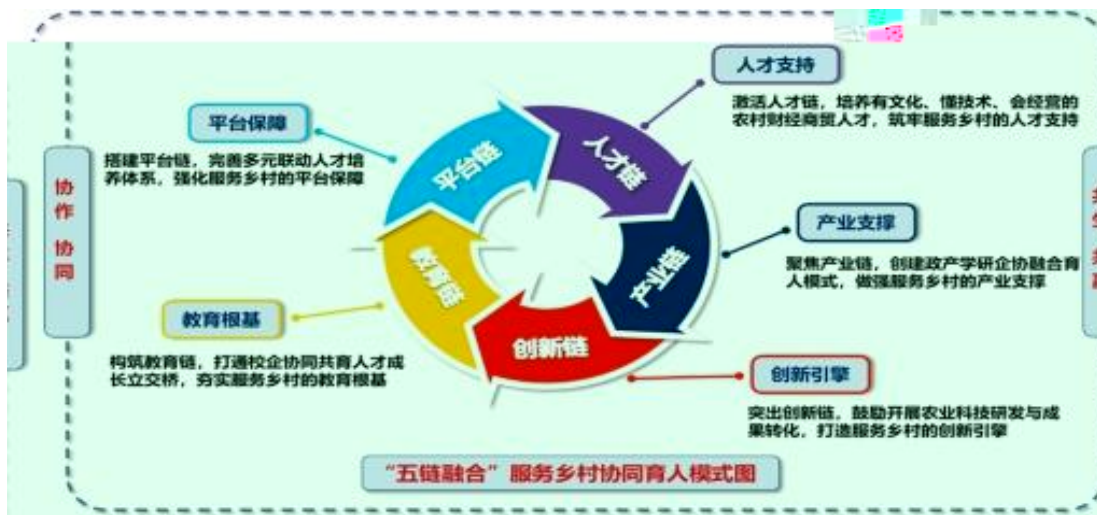 人才支持
激活人才链，培养有文化、懂技术、会经营的
农村财经商贸人才，筑牢服务乡村的人才支持
平台保障
搭建平台链，完善多元联动人才培
养体系，强化服务乡村的平台保障
协作 协同
平台链
人才链
产业链
创新链
教育链
产业支撑
聚焦产业链，创建政产学研企协融合育
人模式，做强服务乡村的产业支撑
教育根基
构筑教育链，打通校企协同共育人才成
长立交桥，夯实服务乡村的教育根基
创新引擎
突出创新链，鼓励开展农业科技研发与成
果转化，打造服务乡村的创新引擎
“五链融合”服务乡村协同育人模式图